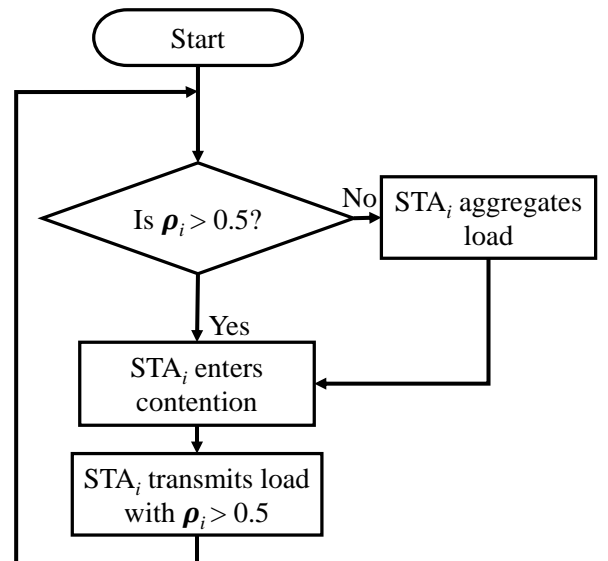 Start
Is ρᵢ > 0.5?
No
STAᵢ aggregates
load
Yes
STAᵢ enters
contention
STAᵢ transmits load
with ρᵢ > 0.5